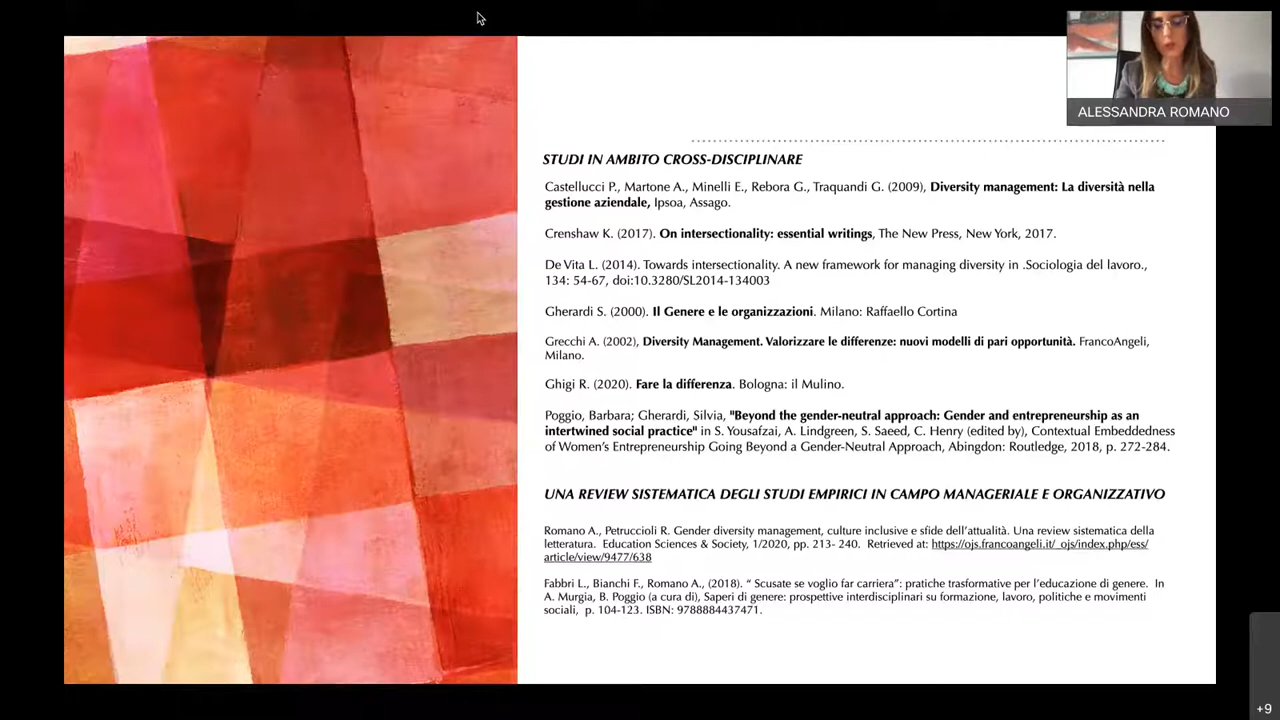 ALESSANDRA ROMANO
STUDI IN AMBITO CROSS-DISCIPLINARE
Castellucci P., Martone A., Minelli E., Rebora G., Traquandi G. (2009), Diversity management: La diversità nella
gestione aziendale, Ipsoa, Assago.
Crenshaw K. (2017). On intersectionality: essential writings, The New Press, New York, 2017.
De Vita L. (2014). Towards intersectionality. A new framework for managing diversity in .Sociologia del lavoro.,
134: 54-67, doi:10.3280/SL2014-134003
Gherardi S. (2000). Il Genere e le organizzazioni. Milano: Raffaello Cortina
Grecchi A. (2002), Diversity Management. Valorizzare le differenze: nuovi modelli di pari opportunità. FrancoAngeli,
Milano.
Ghigi R. (2020). Fare la differenza. Bologna: il Mulino.
Poggio, Barbara; Gherardi, Silvia, "Beyond the gender-neutral approach: Gender and entrepreneurship as an
intertwined social practice" in S. Yousafzai, A. Lindgreen, S. Saeed, C. Henry (edited by), Contextual Embeddedness
of Women's Entrepreneurship Going Beyond a Gender-Neutral Approach, Abingdon: Routledge, 2018, p. 272-284.
UNA REVIEW SISTEMATICA DEGLI STUDI EMPIRICI IN CAMPO MANAGERIALE E ORGANIZZATIVO
Romano A., Petruccioli R. Gender diversity management, culture inclusive e sfide dell'attualità. Una review sistematica della
letteratura. Education Sciences & Society, 1/2020, pp. 213- 240. Retrieved at: https://ojs.francoangeli.it/_ojs/index.php/ess/
article/view/9477/638
Fabbri L., Bianchi F., Romano A., (2018). " Scusate se voglio far carriera": pratiche trasformative per l'educazione di genere. In
A. Murgia, B. Poggio (a cura di), Saperi di genere: prospettive interdisciplinari su formazione, lavoro, politiche e movimenti
sociali, p. 104-123. ISBN: 9788884437471.
+9